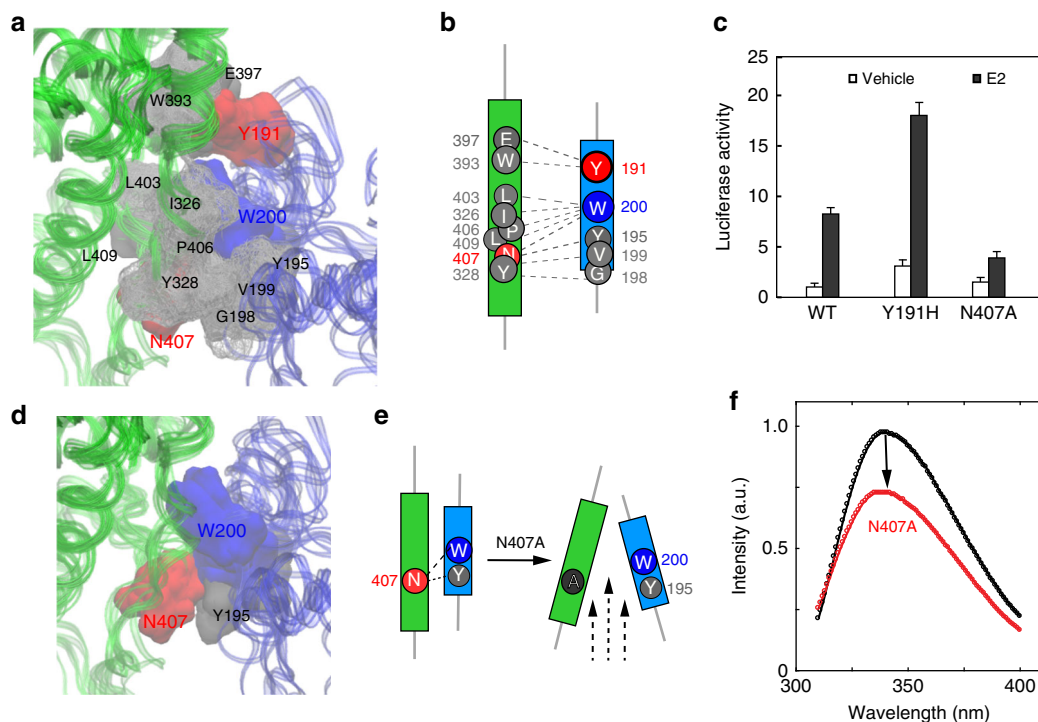 a
E397
W393
Y191
L403
I326
W200
L409
P406
Y195
Y328
V199
G198
N407
b
397 E
393 W
Y 191
403 L
326 I
W 200
406 P
409 L
Y 195
407 N
V 199
328 Y
G 198
c
Luciferase activity
25
20
15
10
5
0
Vehicle
E2
WT
Y191H
N407A
d
W200
N407
Y195
e
407 N
W
Y
N407A
A
W 200
Y 195
f
Intensity (a.u.)
1.0
0.5
0
N407A
300
350
400
Wavelength (nm)